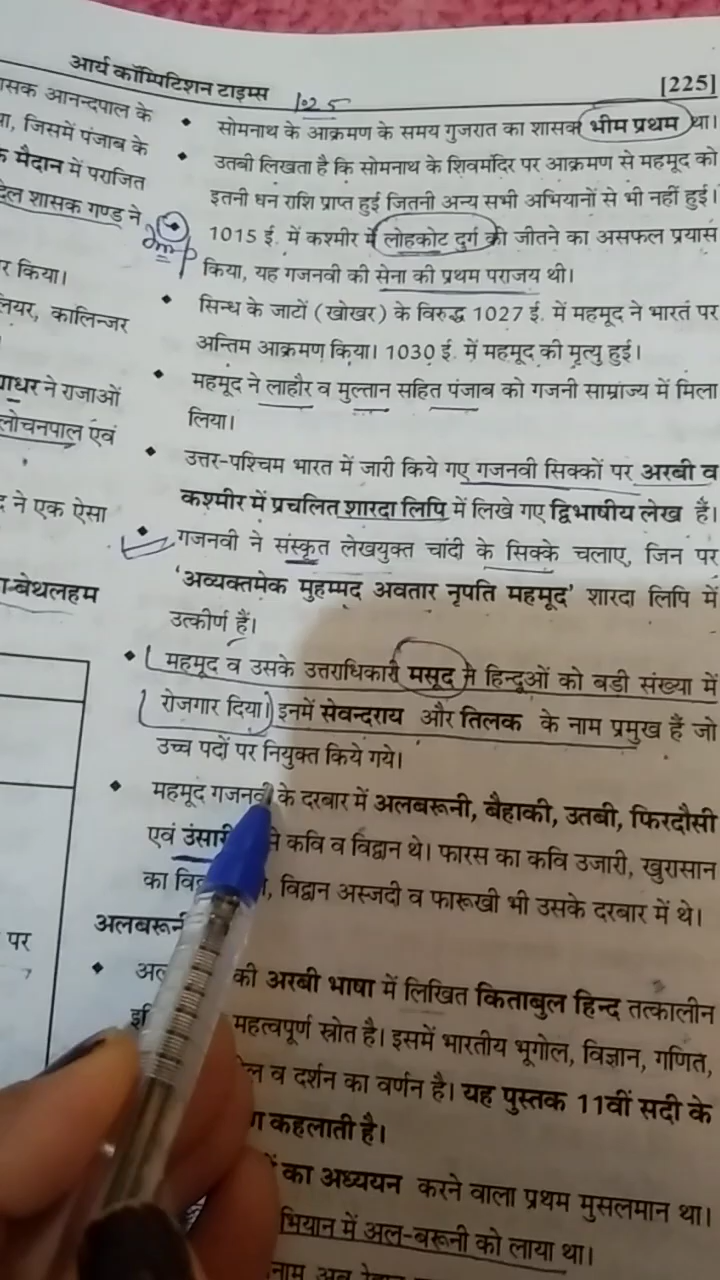 आर्य कॉम्पिटिशन टाइम्स
[225]
1025
आनन्दपाल के
जिसमें पंजाब के
मैदान में पराजित
शासक गण्ड ने
किया।
कालिन्जर
ने राजाओं
एवं
द ने एक ऐसा
बेथलहम
पर
• सोमनाथ के आक्रमण के समय गुजरात का शासक भीम प्रथम था।
• उतबी लिखता है कि सोमनाथ के शिवमंदिर पर आक्रमण से महमूद को
इतनी धन राशि प्राप्त हुई जितनी अन्य सभी अभियानों से भी नहीं हुई।
Imp
1015 ई. में कश्मीर में लोहकोट दुर्ग को जीतने का असफल प्रयास
किया, यह गजनवी की सेना की प्रथम पराजय थी।
• सिन्ध के जाटों (खोखर) के विरुद्ध 1027 ई. में महमूद ने भारत पर
अन्तिम आक्रमण किया। 1030 ई. में महमूद की मृत्यु हुई।
• महमूद ने लाहौर व मुल्तान सहित पंजाब को गजनी साम्राज्य में मिला
लिया।
• उत्तर-पश्चिम भारत में जारी किये गए गजनवी सिक्कों पर अरबी व
कश्मीर में प्रचलित शारदा लिपि में लिखे गए द्विभाषीय लेख हैं।
• गजनवी ने संस्कृत लेखयुक्त चांदी के सिक्के चलाए, जिन पर
'अव्यक्तमेक मुहम्मद अवतार नृपति महमूद' शारदा लिपि में
उत्कीर्ण हैं।
• महमूद व उसके उत्तराधिकारी मसूद ने हिन्दूओं को बडी संख्या में
रोजगार दिया। इनमें सेवन्दराय और तिलक के नाम प्रमुख हैं जो
उच्च पदों पर नियुक्त किये गये।
• महमूद गजनवी के दरबार में अलबरूनी, बैहाकी, उतबी, फिरदौसी
एवं उंसारी कवि व विद्वान थे। फारस का कवि उजारी, खुरासान
का विद्वान अस्जदी व फारूखी भी उसके दरबार में थे।
अलबरूनी
• की अरबी भाषा में लिखित किताबुल हिन्द तत्कालीन
महत्वपूर्ण स्रोत है। इसमें भारतीय भूगोल, विज्ञान, गणित,
व दर्शन का वर्णन है। यह पुस्तक 11वीं सदी के
कहलाती है।
का अध्ययन करने वाला प्रथम मुसलमान था।
में अल-बरूनी को लाया था।